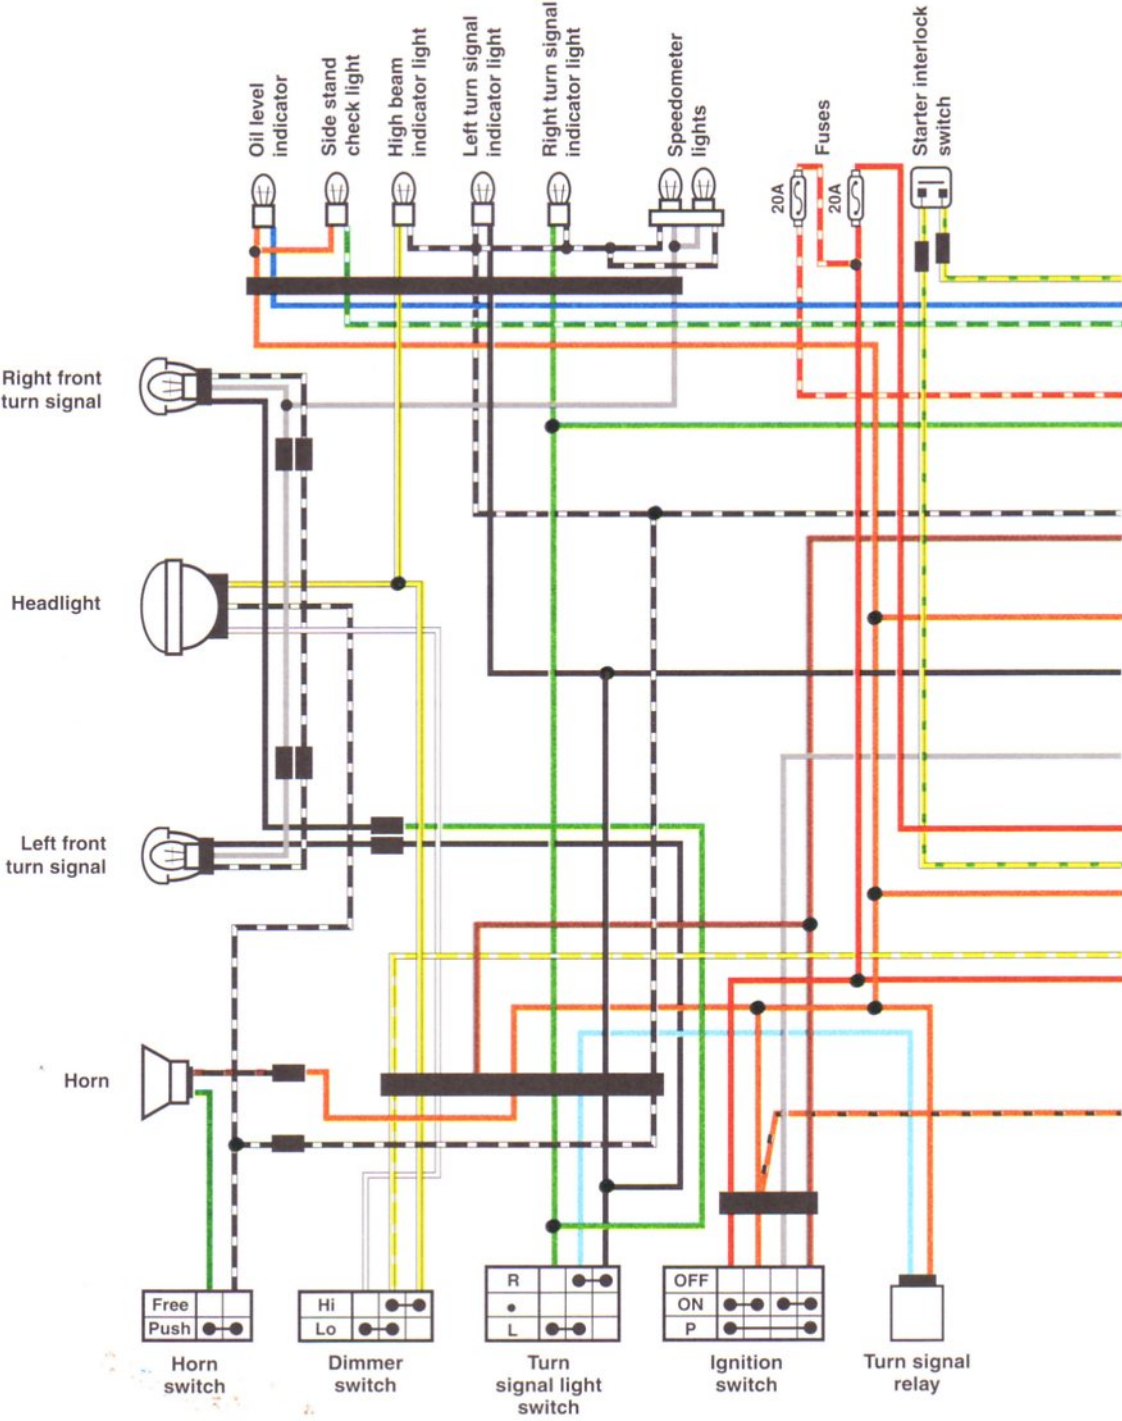 Oil level
indicator
Side stand
check light
High beam
indicator light
Left turn signal
indicator light
Right turn signal
indicator light
Speedometer
lights
Fuses
Starter interlock
switch
20A
20A
Right front
turn signal
Headlight
Left front
turn signal
Horn
Free
Push
Hi
Lo
R
L
OFF
ON
P
Horn
switch
Dimmer
switch
Turn
signal light
switch
Ignition
switch
Turn signal
relay